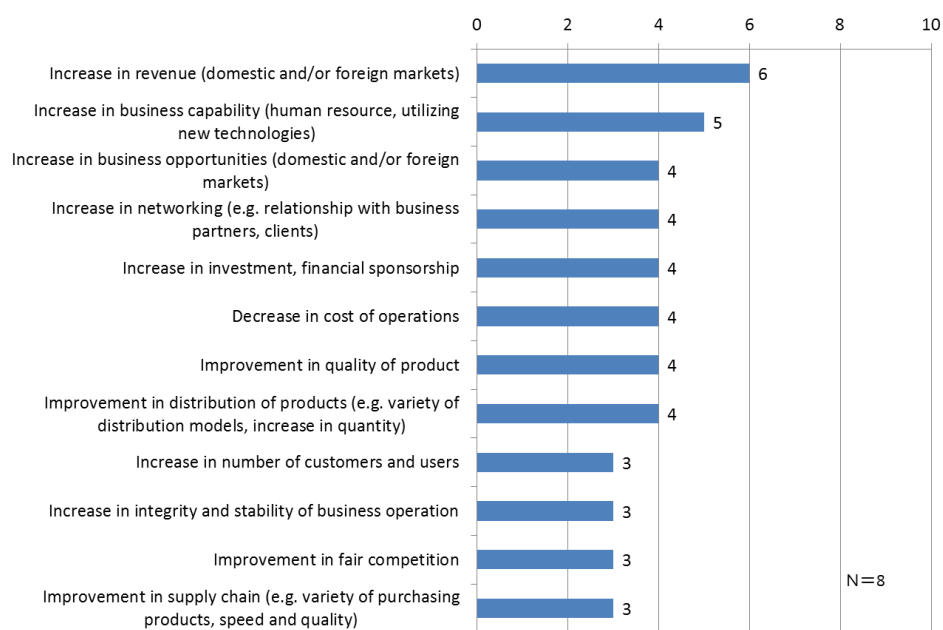 0 2 4 6 8 10
Increase in revenue (domestic and/or foreign markets) 6
Increase in business capability (human resource, utilizing
new technologies) 5
Increase in business opportunities (domestic and/or foreign
markets) 4
Increase in networking (e.g. relationship with business
partners, clients) 4
Increase in investment, financial sponsorship 4
Decrease in cost of operations 4
Improvement in quality of product 4
Improvement in distribution of products (e.g. variety of
distribution models, increase in quantity) 4
Increase in number of customers and users 3
Increase in integrity and stability of business operation 3
Improvement in fair competition 3
N=8
Improvement in supply chain (e.g. variety of purchasing
products, speed and quality) 3